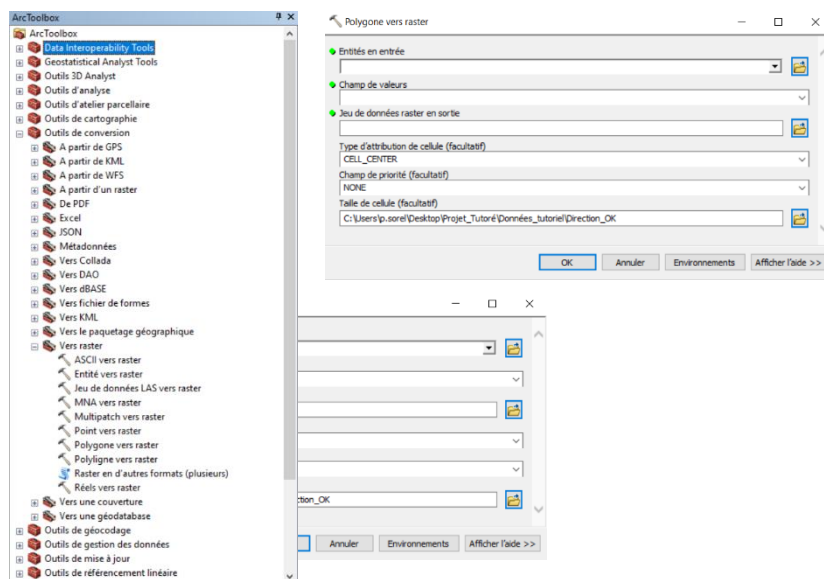 ArcToolbox
ArcToolbox
Data Interoperability Tools
Geostatistical Analyst Tools
Outils 3D Analyst
Outils d'analyse
Outils d'atelier parcellaire
Outils de cartographie
Outils de conversion
A partir de GPS
A partir de KML
A partir de WFS
A partir d'un raster
De PDF
Excel
JSON
Métadonnées
Vers Collada
Vers DAO
Vers dBASE
Vers fichier de formes
Vers KML
Vers le paquetage géographique
Vers raster
ASCII vers raster
Entité vers raster
Jeu de données LAS vers raster
MNA vers raster
Multipatch vers raster
Point vers raster
Polygone vers raster
Polyligne vers raster
Raster en d'autres formats (plusieurs)
Réels vers raster
Vers une couverture
Vers une géodatabase
Outils de géocodage
Outils de gestion des données
Outils de mise à jour
Outils de référencement linéaire
Polygone vers raster
Entités en entrée
Champ de valeurs
Jeu de données raster en sortie
Type d'attribution de cellule (facultatif)
CELL_CENTER
Champ de priorité (facultatif)
NONE
Taille de cellule (facultatif)
C:\Users\p.sorel\Desktop\Projet_Tutoré\Données_tutoriel\Direction_OK
OK Annuler Environnements Afficher l'aide >>
ction_OK
Annuler Environnements Afficher l'aide >>